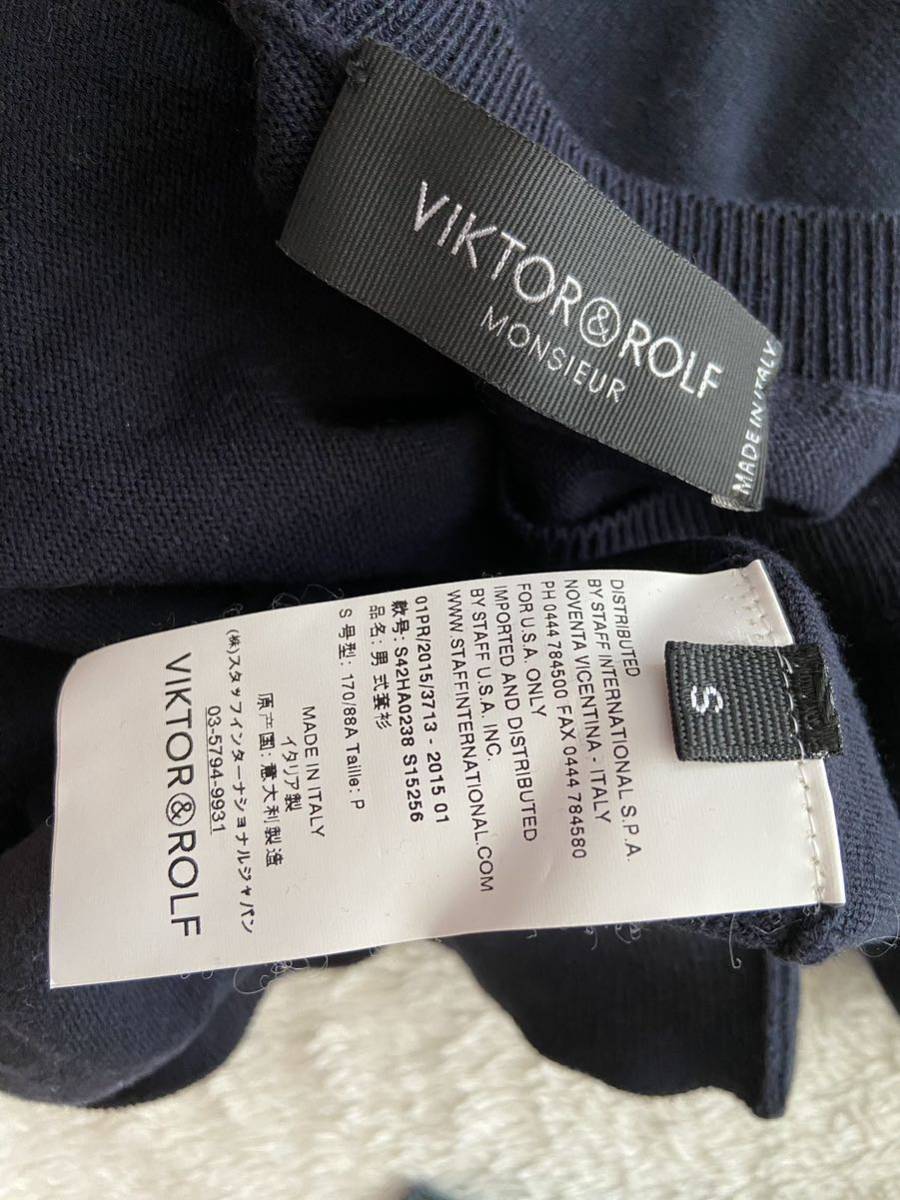 VIKTOR&ROLF
MONSIEUR
MADE IN ITALY
S
DISTRIBUTED
BY STAFF INTERNATIONAL S.P.A.
NOVENTA VICENTINA - ITALY
PH 0444 784500 FAX 0444 784580
FOR U.S.A. ONLY
IMPORTED AND DISTRIBUTED
BY STAFF U.S.A. INC.
WWW.STAFFINTERNATIONAL.COM
01PR/2015/3713 - 2015 01
款号: S42HA0238 S15256
品名: 男式套衫
S 号型: 170/88A Taille: P
MADE IN ITALY
イタリア製
原产国: 意大利製造
(株)スタッフインターナショナルジャパン
03-5794-9931
VIKTOR&ROLF